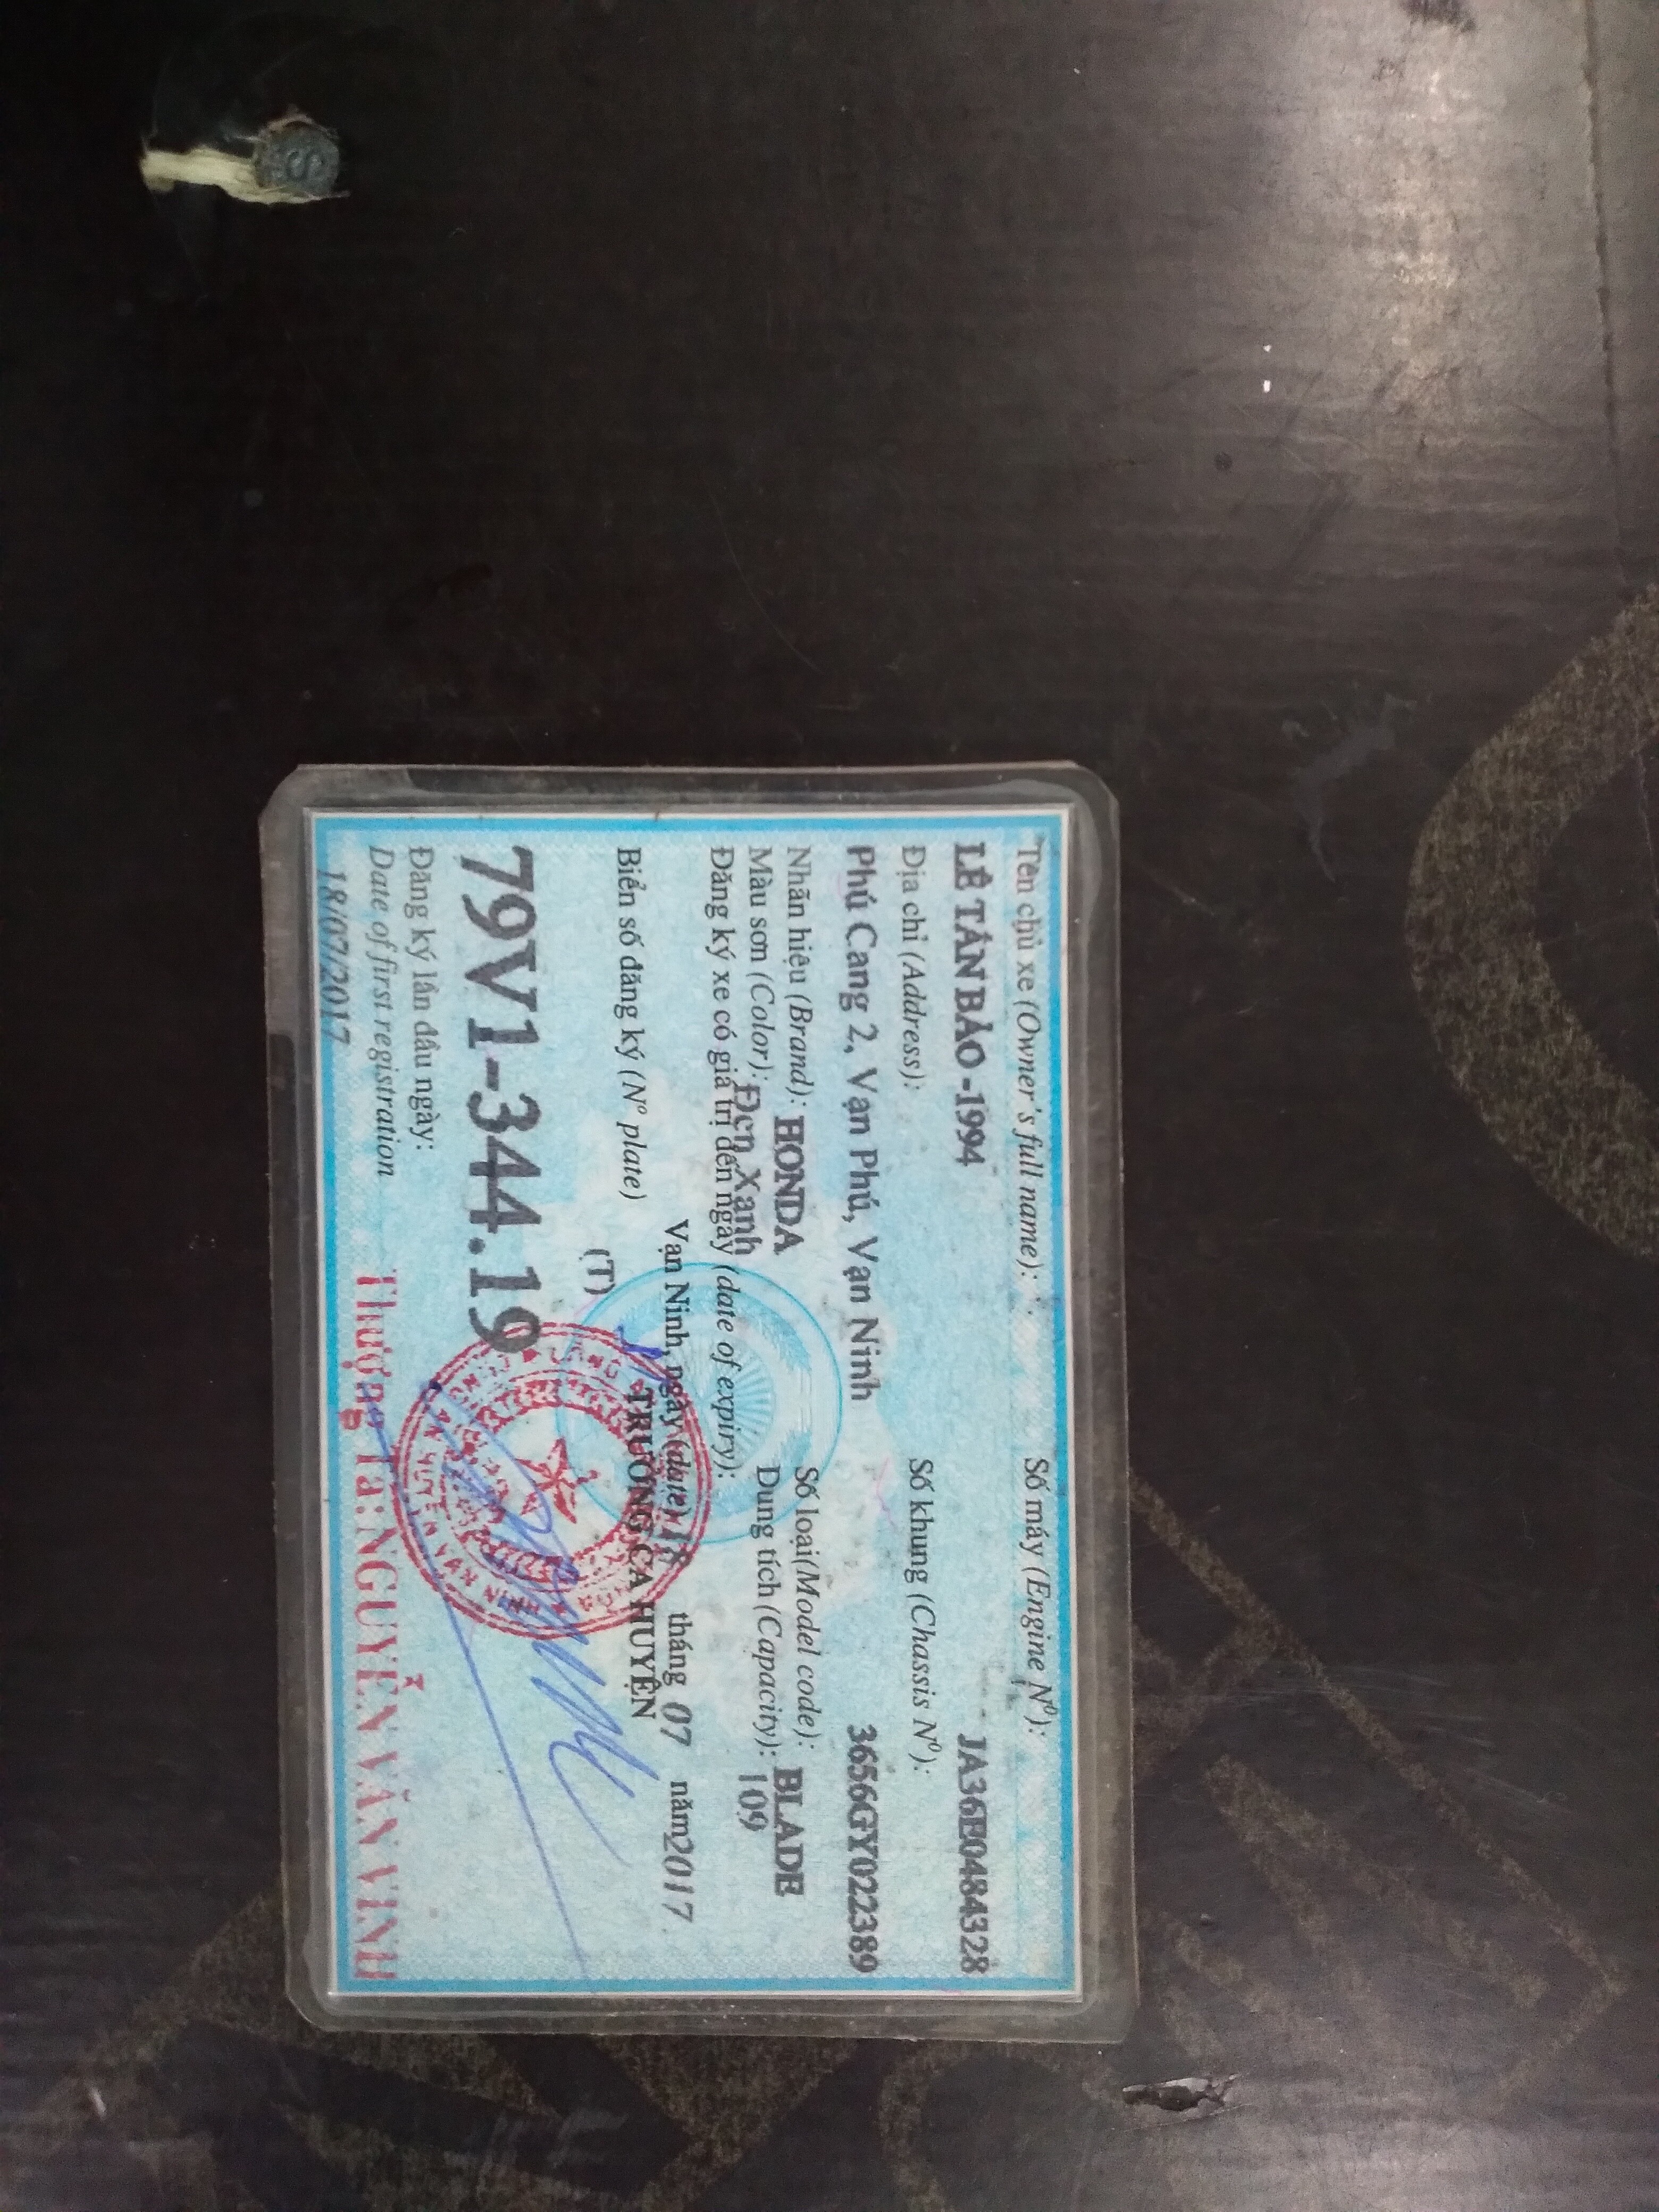 Tên chủ xe (Owner's full name):
Số máy (Engine Nº):
LÊ TẤN BẢO -1994
JA36E0484328
Địa chỉ (Address):
Số khung (Chassis Nº):
Phú Cang 2, Vạn Phú, Vạn Ninh
3656GY022389
Nhãn hiệu (Brand): HONDA
Số loại (Model code): BLADE
Màu sơn (Color): Đen Xanh
Dung tích (Capacity): 109
Đăng ký xe có giá trị đến ngày (date of expiry):
Vạn Ninh, ngày (date) 18 tháng 07 năm 2017
Biển số đăng ký (Nº plate)
TRƯỞNG CA HUYỆN
(T)
79V1-344.19
Đăng ký lần đầu ngày:
Date of first registration
18/07/2017
Thượng Tá: NGUYỄN VĂN VINH